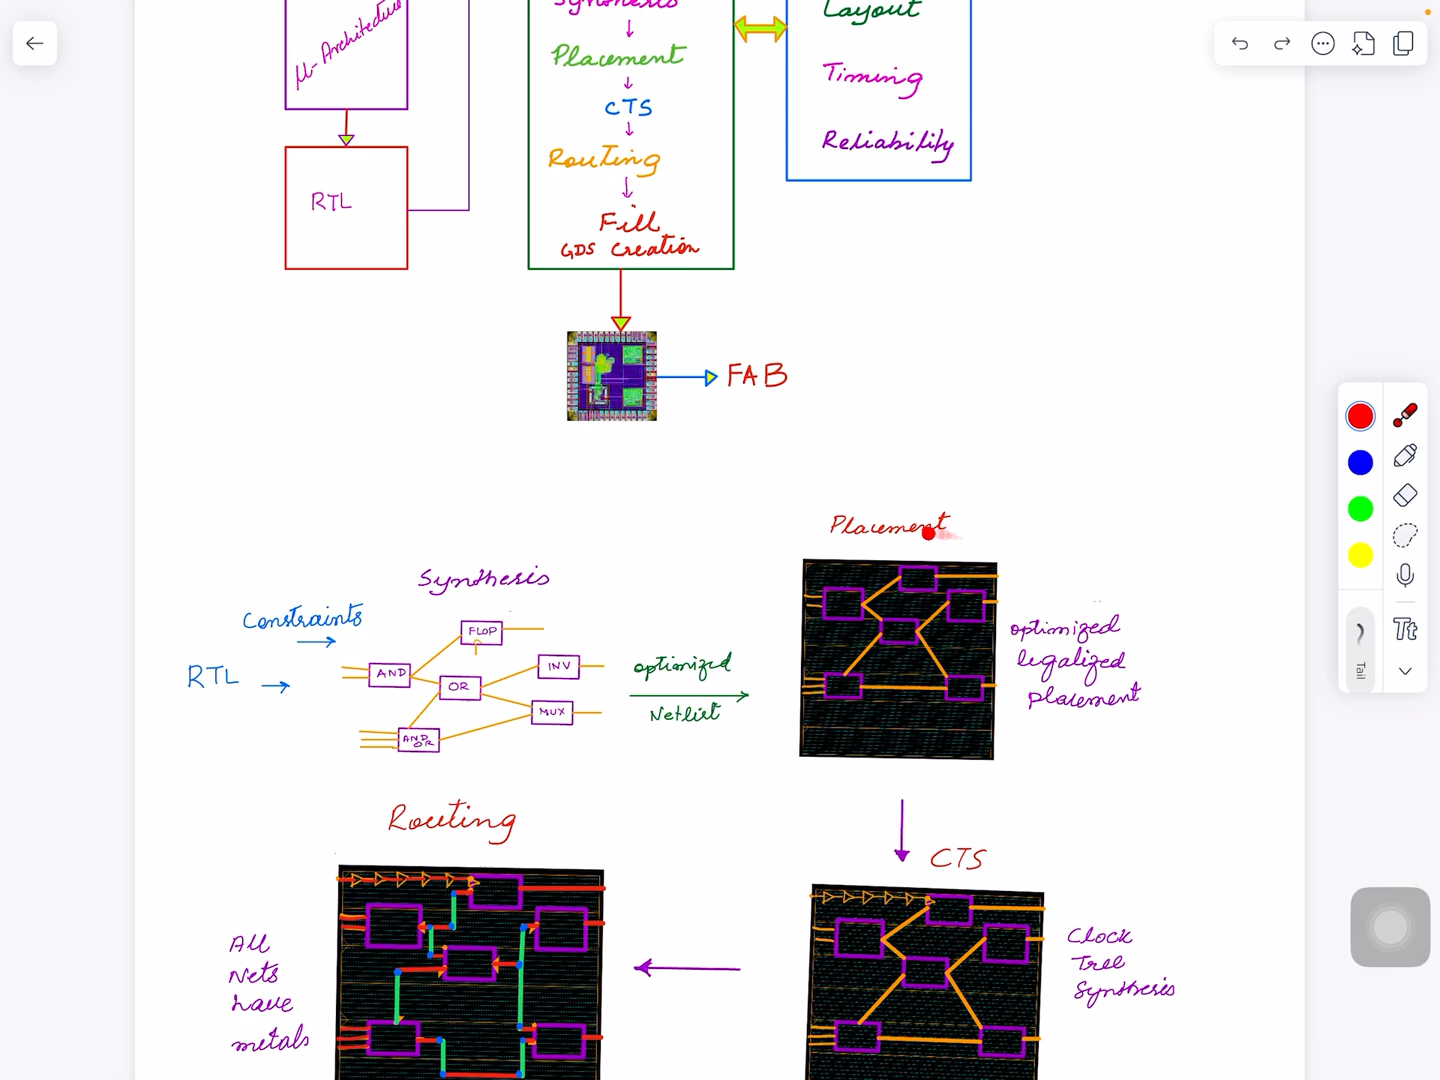 μ-Architecture
RTL
Synthesis
Placement
CTS
Routing
Fill
GDS Creation
Layout
Timing
Reliability
FAB
Constraints
RTL
Synthesis
FLOP
AND
OR
INV
MUX
AND
OR
optimized
Netlist
Placement
optimized
legalized
placement
CTS
Clock
Tree
Synthesis
Routing
All
Nets
have
metals
Tail
Tt